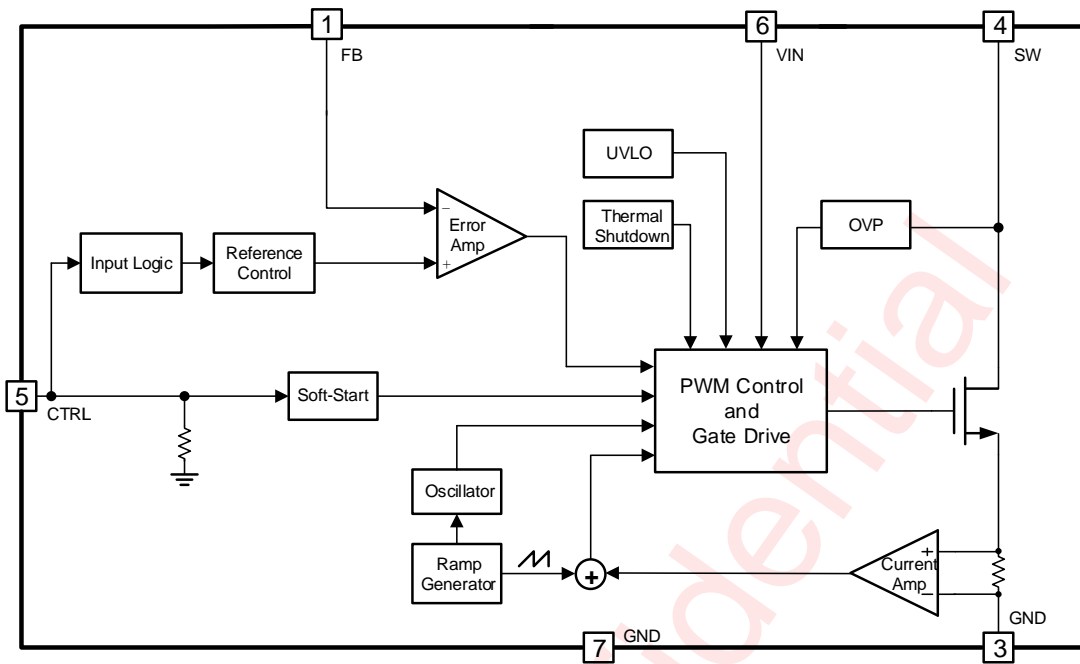 1
FB
6
VIN
4
SW
UVLO
Thermal
Shutdown
OVP
−
Error
Amp
+
Input Logic
Reference
Control
5
CTRL
Soft-Start
PWM Control
and
Gate Drive
Oscillator
Ramp
Generator
+
+
Current
Amp
−
GND
7
GND
3